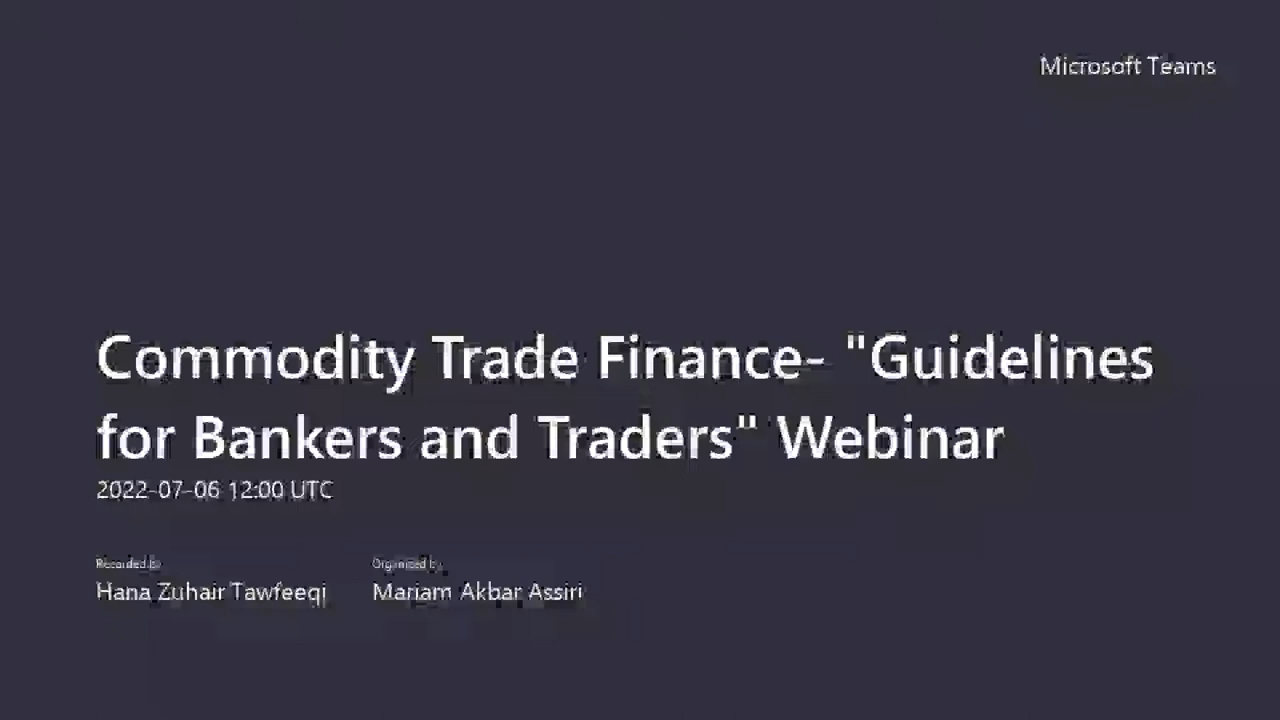 Microsoft Teams
Commodity Trade Finance- "Guidelines
for Bankers and Traders" Webinar
2022-07-06 12:00 UTC
Recorded by Organized by
Hana Zuhair Tawfeeqi Mariam Akbar Assiri